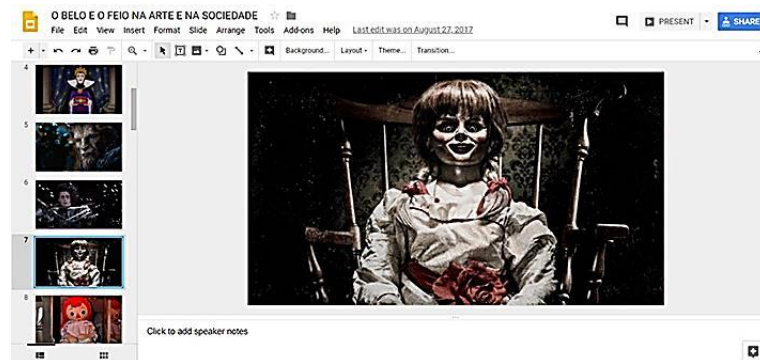 O BELO E O FEIO NA ARTE E NA SOCIEDADE
File Edit View Insert Format Slide Arrange Tools Add-ons Help Last edit was on August 27, 2017
PRESENT
SHARE
Background... Layout Theme... Transition...
4
5
6
7
8
Click to add speaker notes